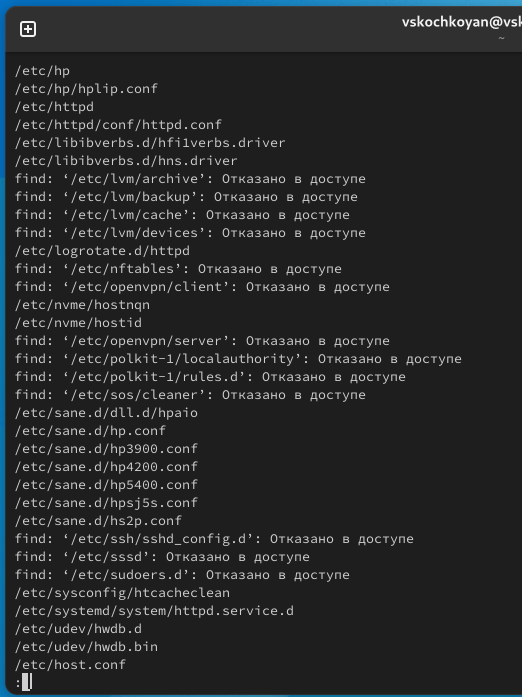 vskochkoyan@vsk
~
/etc/hp
/etc/hp/hplip.conf
/etc/httpd
/etc/httpd/conf/httpd.conf
/etc/libibverbs.d/hfi1verbs.driver
/etc/libibverbs.d/hns.driver
find: ‘/etc/lvm/archive’: Отказано в доступе
find: ‘/etc/lvm/backup’: Отказано в доступе
find: ‘/etc/lvm/cache’: Отказано в доступе
find: ‘/etc/lvm/devices’: Отказано в доступе
/etc/logrotate.d/httpd
find: ‘/etc/nftables’: Отказано в доступе
find: ‘/etc/openvpn/client’: Отказано в доступе
/etc/nvme/hostnqn
/etc/nvme/hostid
find: ‘/etc/openvpn/server’: Отказано в доступе
find: ‘/etc/polkit-1/localauthority’: Отказано в доступе
find: ‘/etc/polkit-1/rules.d’: Отказано в доступе
find: ‘/etc/sos/cleaner’: Отказано в доступе
/etc/sane.d/dll.d/hpaio
/etc/sane.d/hp.conf
/etc/sane.d/hp3900.conf
/etc/sane.d/hp4200.conf
/etc/sane.d/hp5400.conf
/etc/sane.d/hpsj5s.conf
/etc/sane.d/hs2p.conf
find: ‘/etc/ssh/sshd_config.d’: Отказано в доступе
find: ‘/etc/sssd’: Отказано в доступе
find: ‘/etc/sudoers.d’: Отказано в доступе
/etc/sysconfig/htcacheclean
/etc/systemd/system/httpd.service.d
/etc/udev/hwdb.d
/etc/udev/hwdb.bin
/etc/host.conf
: